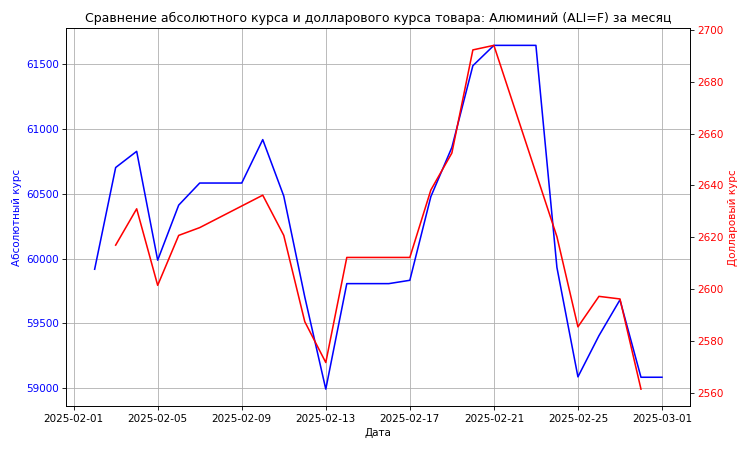 Сравнение абсолютного курса и долларового курса товара: Алюминий (ALI=F) за месяц
Абсолютный курс
61500
61000
60500
60000
59500
59000
2700
2680
2660
2640
2620
2600
2580
2560
Долларовый курс
2025-02-01 2025-02-05 2025-02-09 2025-02-13 2025-02-17 2025-02-21 2025-02-25 2025-03-01
Дата